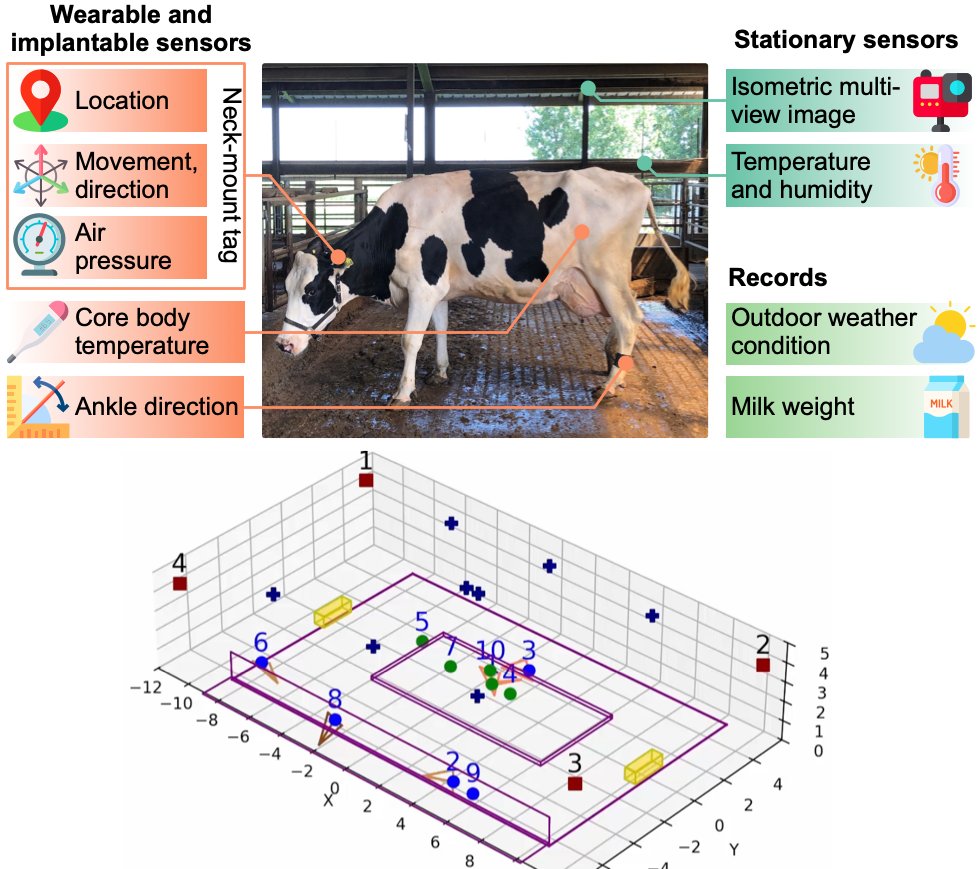 Wearable and
implantable sensors
Location
Movement,
direction
Air
pressure
Neck-mount tag
Core body
temperature
Ankle direction
Stationary sensors
Isometric multi-
view image
Temperature
and humidity
Records
Outdoor weather
condition
Milk weight
MILK
1
4
2
3
5
6
7
10
3
4
8
2
9
−12
−10
−8
−6
−4
−2
0
2
4
6
8
X
−4
−2
0
2
4
Y
5
4
3
2
1
0